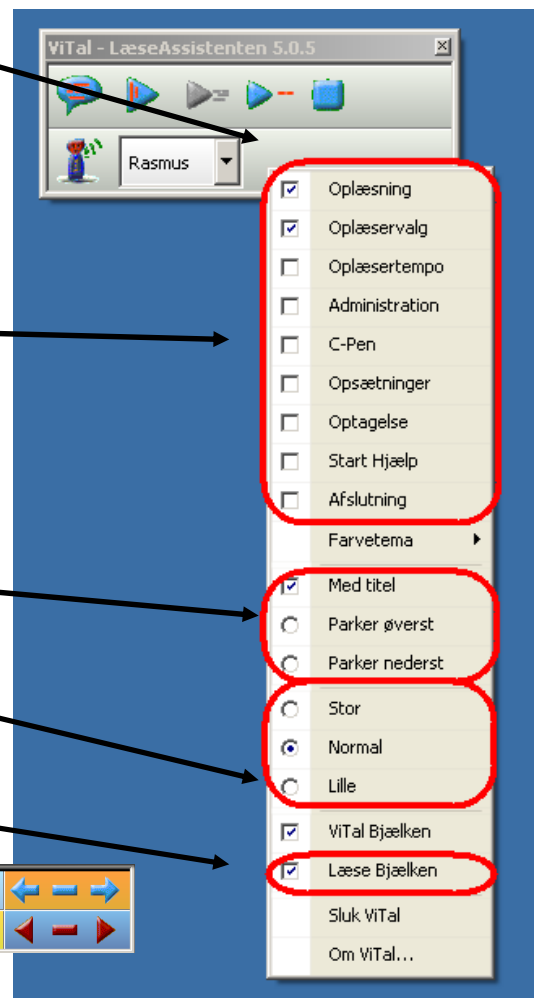 ViTal - LæseAssistenten 5.0.5
Rasmus
Oplæsning
Oplæservalg
Oplæsertempo
Administration
C-Pen
Opsætninger
Optagelse
Start Hjælp
Afslutning
Farvetema
Med titel
Parker øverst
Parker nederst
Stor
Normal
Lille
ViTal Bjælken
Læse Bjælken
Sluk ViTal
Om ViTal...